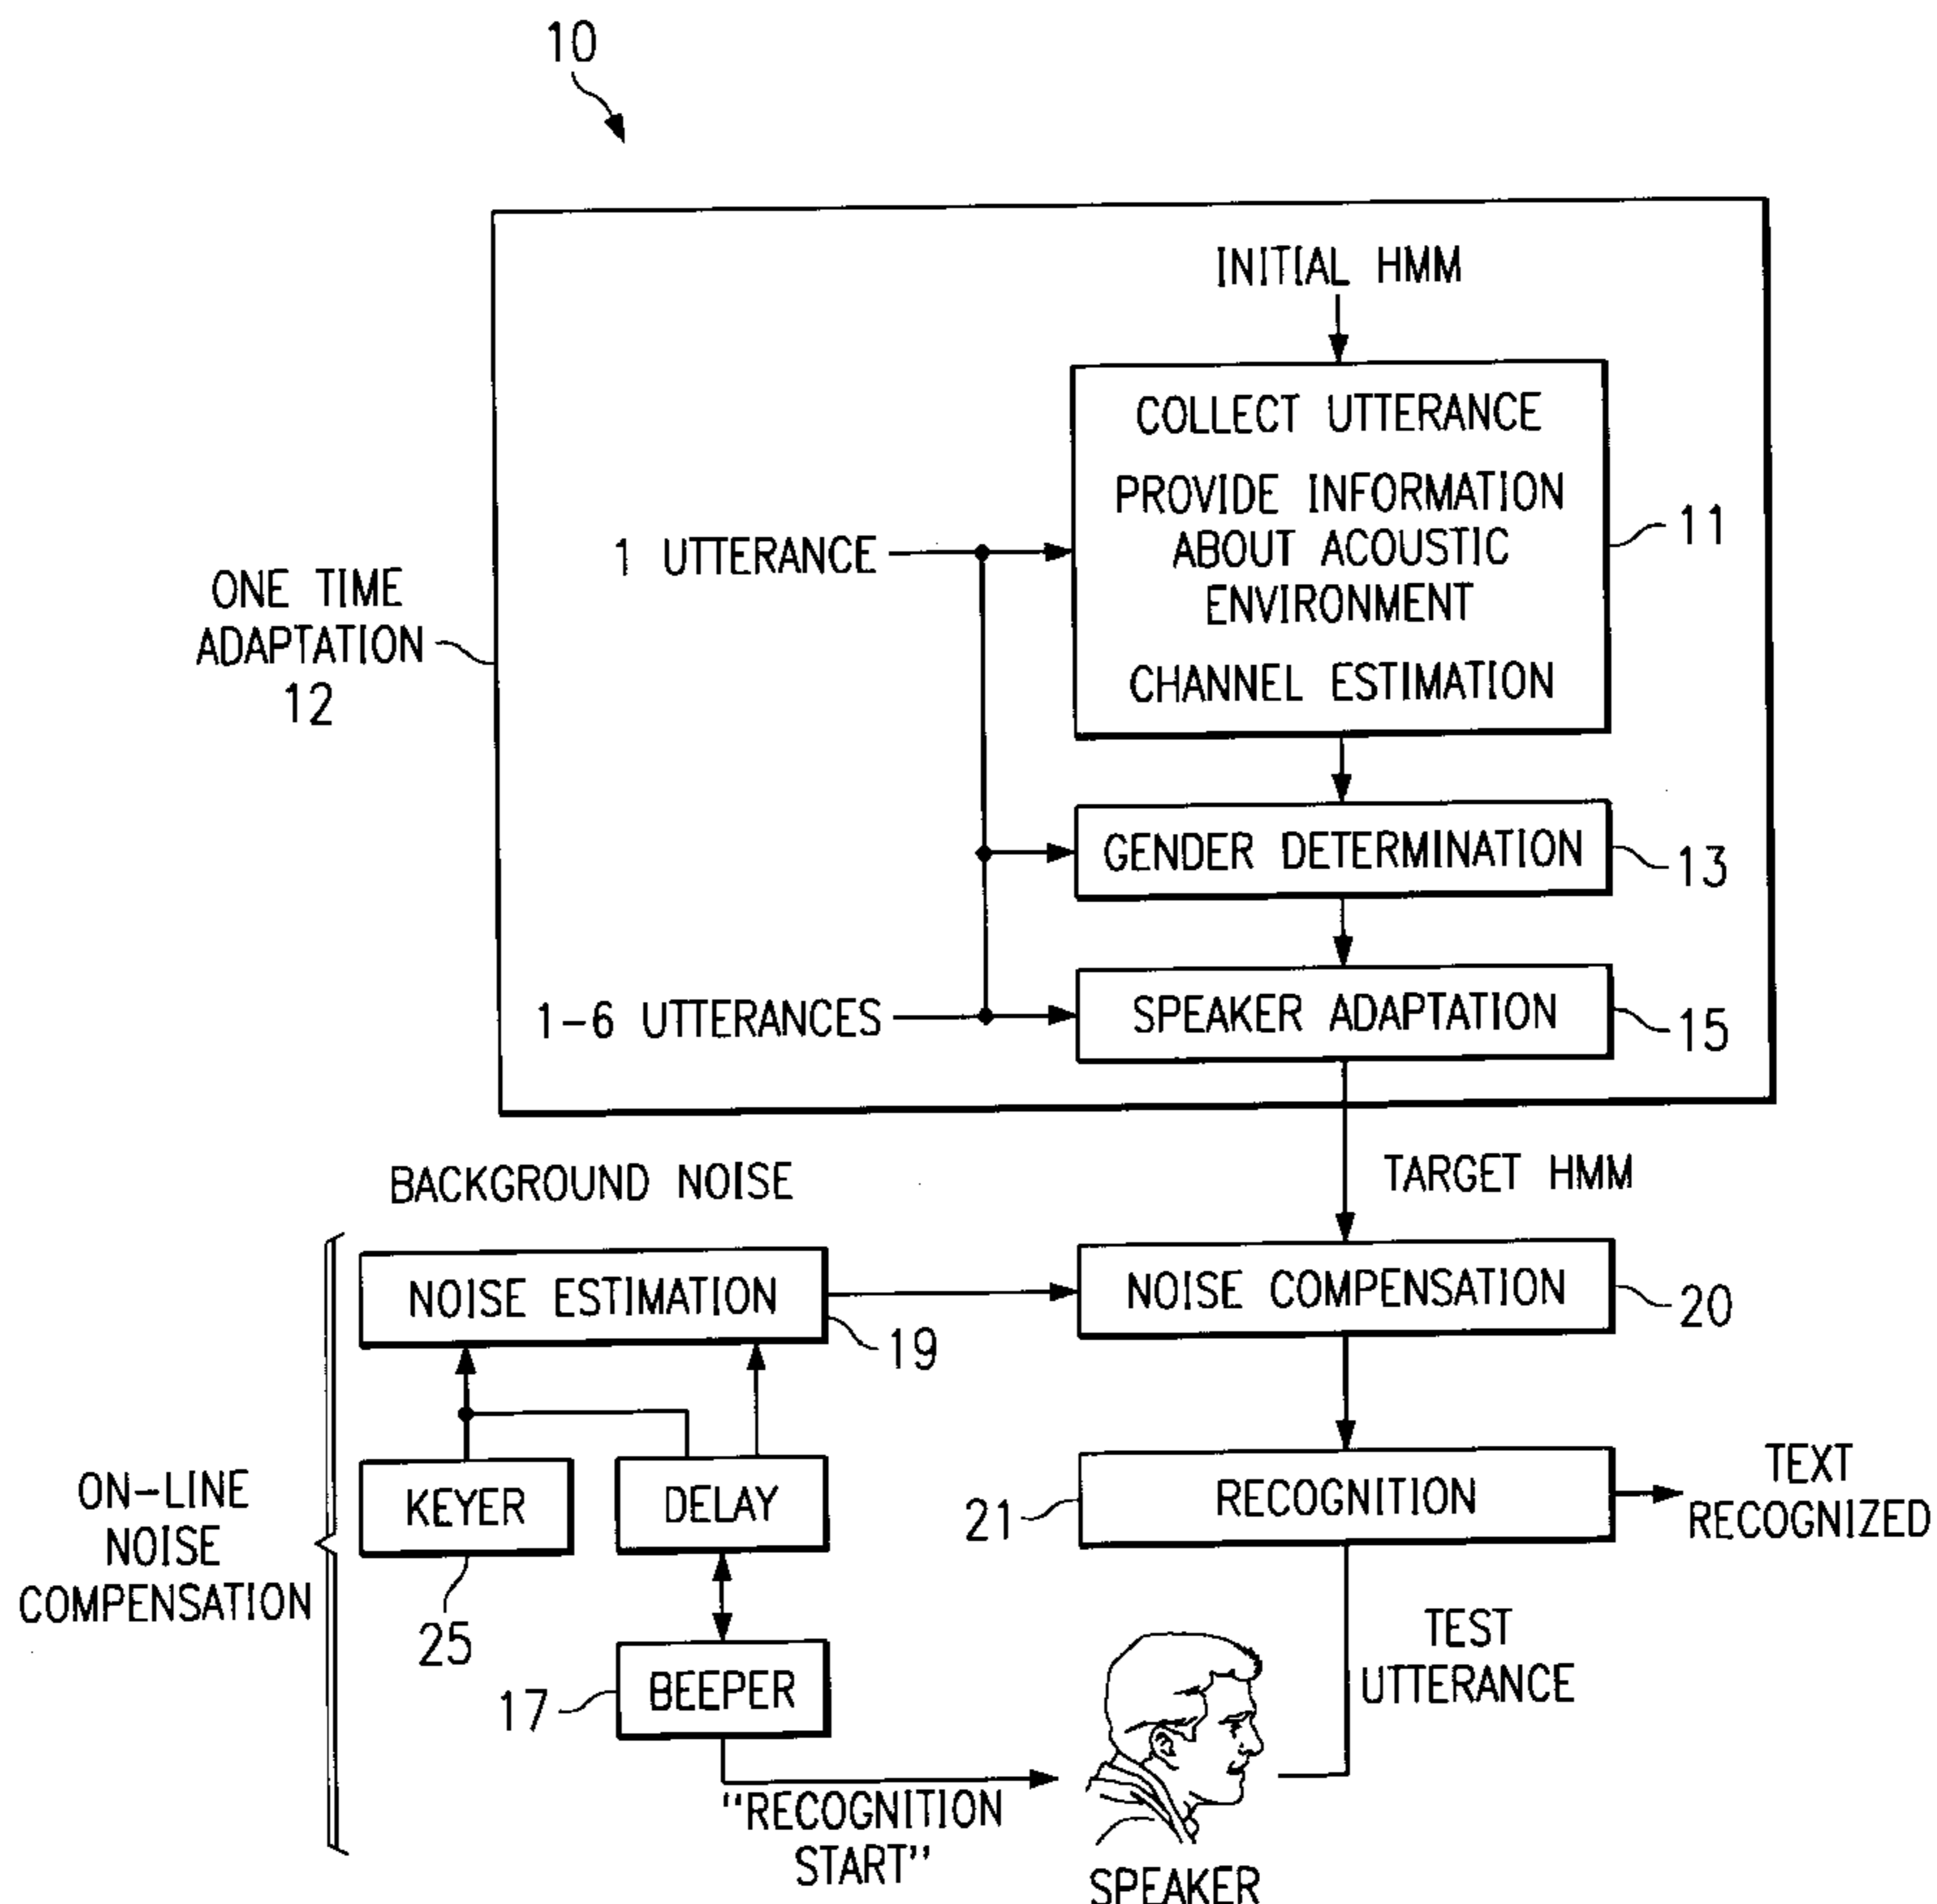 10
INITIAL HMM
COLLECT UTTERANCE
PROVIDE INFORMATION
ABOUT ACOUSTIC
ENVIRONMENT
CHANNEL ESTIMATION
11
1 UTTERANCE
ONE TIME
ADAPTATION
12
GENDER DETERMINATION
13
1-6 UTTERANCES
SPEAKER ADAPTATION
15
BACKGROUND NOISE
TARGET HMM
NOISE ESTIMATION
19
NOISE COMPENSATION
20
ON-LINE
NOISE
COMPENSATION
KEYER
25
DELAY
21
RECOGNITION
TEXT
RECOGNIZED
17
BEEPER
TEST
UTTERANCE
"RECOGNITION
START"
SPEAKER